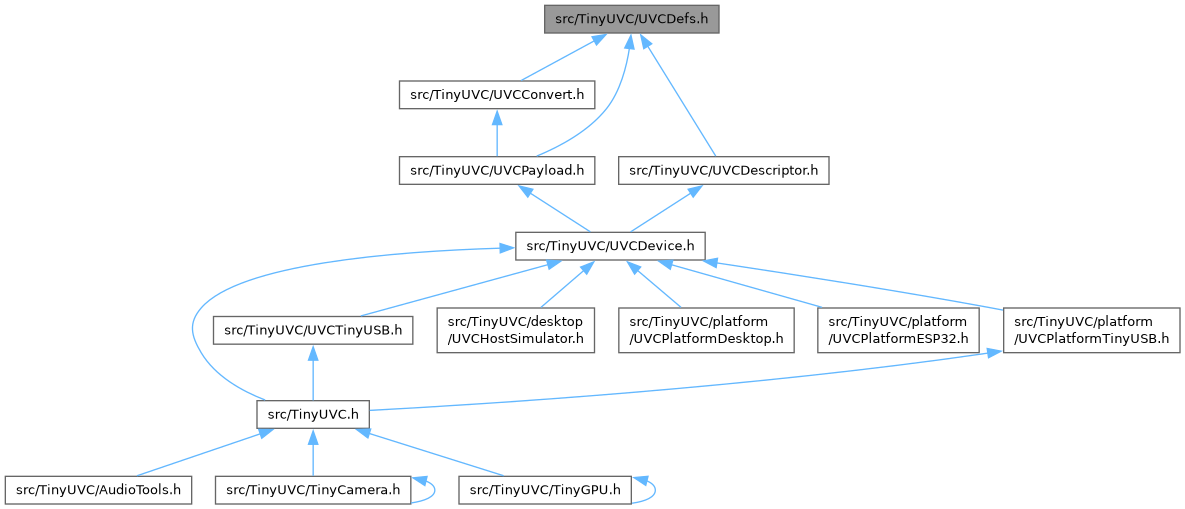 src/TinyUVC/UVCDefs.h
src/TinyUVC/UVCConvert.h
src/TinyUVC/UVCPayload.h
src/TinyUVC/UVCDescriptor.h
src/TinyUVC/UVCDevice.h
src/TinyUVC/UVCTinyUSB.h
src/TinyUVC/desktop
/UVCHostSimulator.h
src/TinyUVC/platform
/UVCPlatformDesktop.h
src/TinyUVC/platform
/UVCPlatformESP32.h
src/TinyUVC/platform
/UVCPlatformTinyUSB.h
src/TinyUVC.h
src/TinyUVC/AudioTools.h
src/TinyUVC/TinyCamera.h
src/TinyUVC/TinyGPU.h